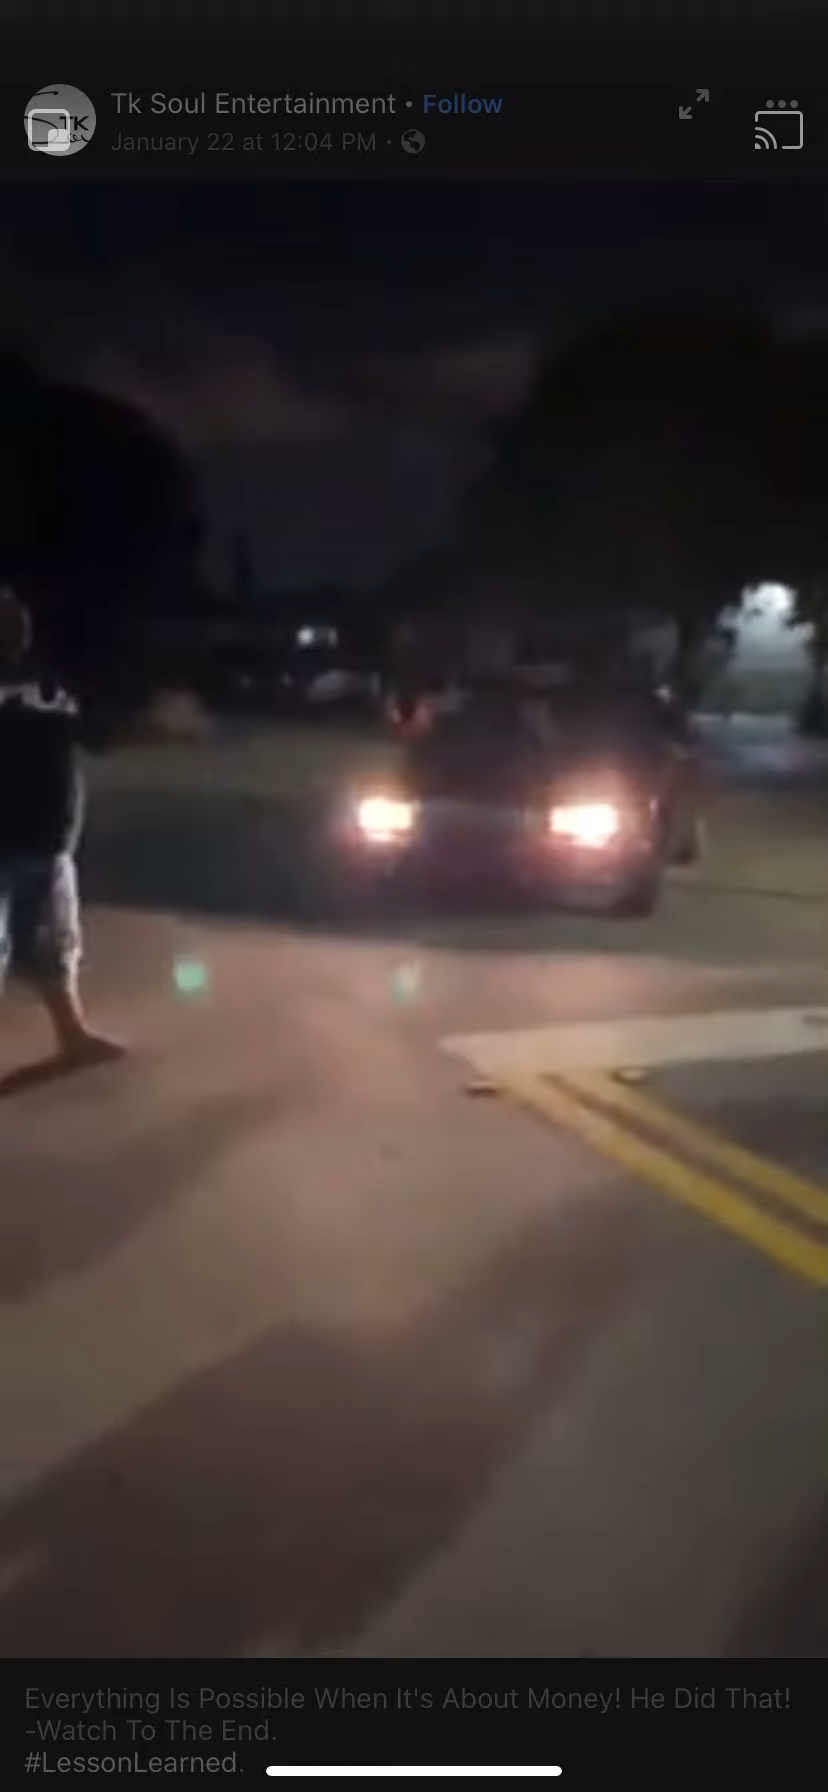 Tk Soul Entertainment • Follow
January 22 at 12:04 PM •
TK
Everything Is Possible When It's About Money! He Did That!
-Watch To The End.
#LessonLearned.